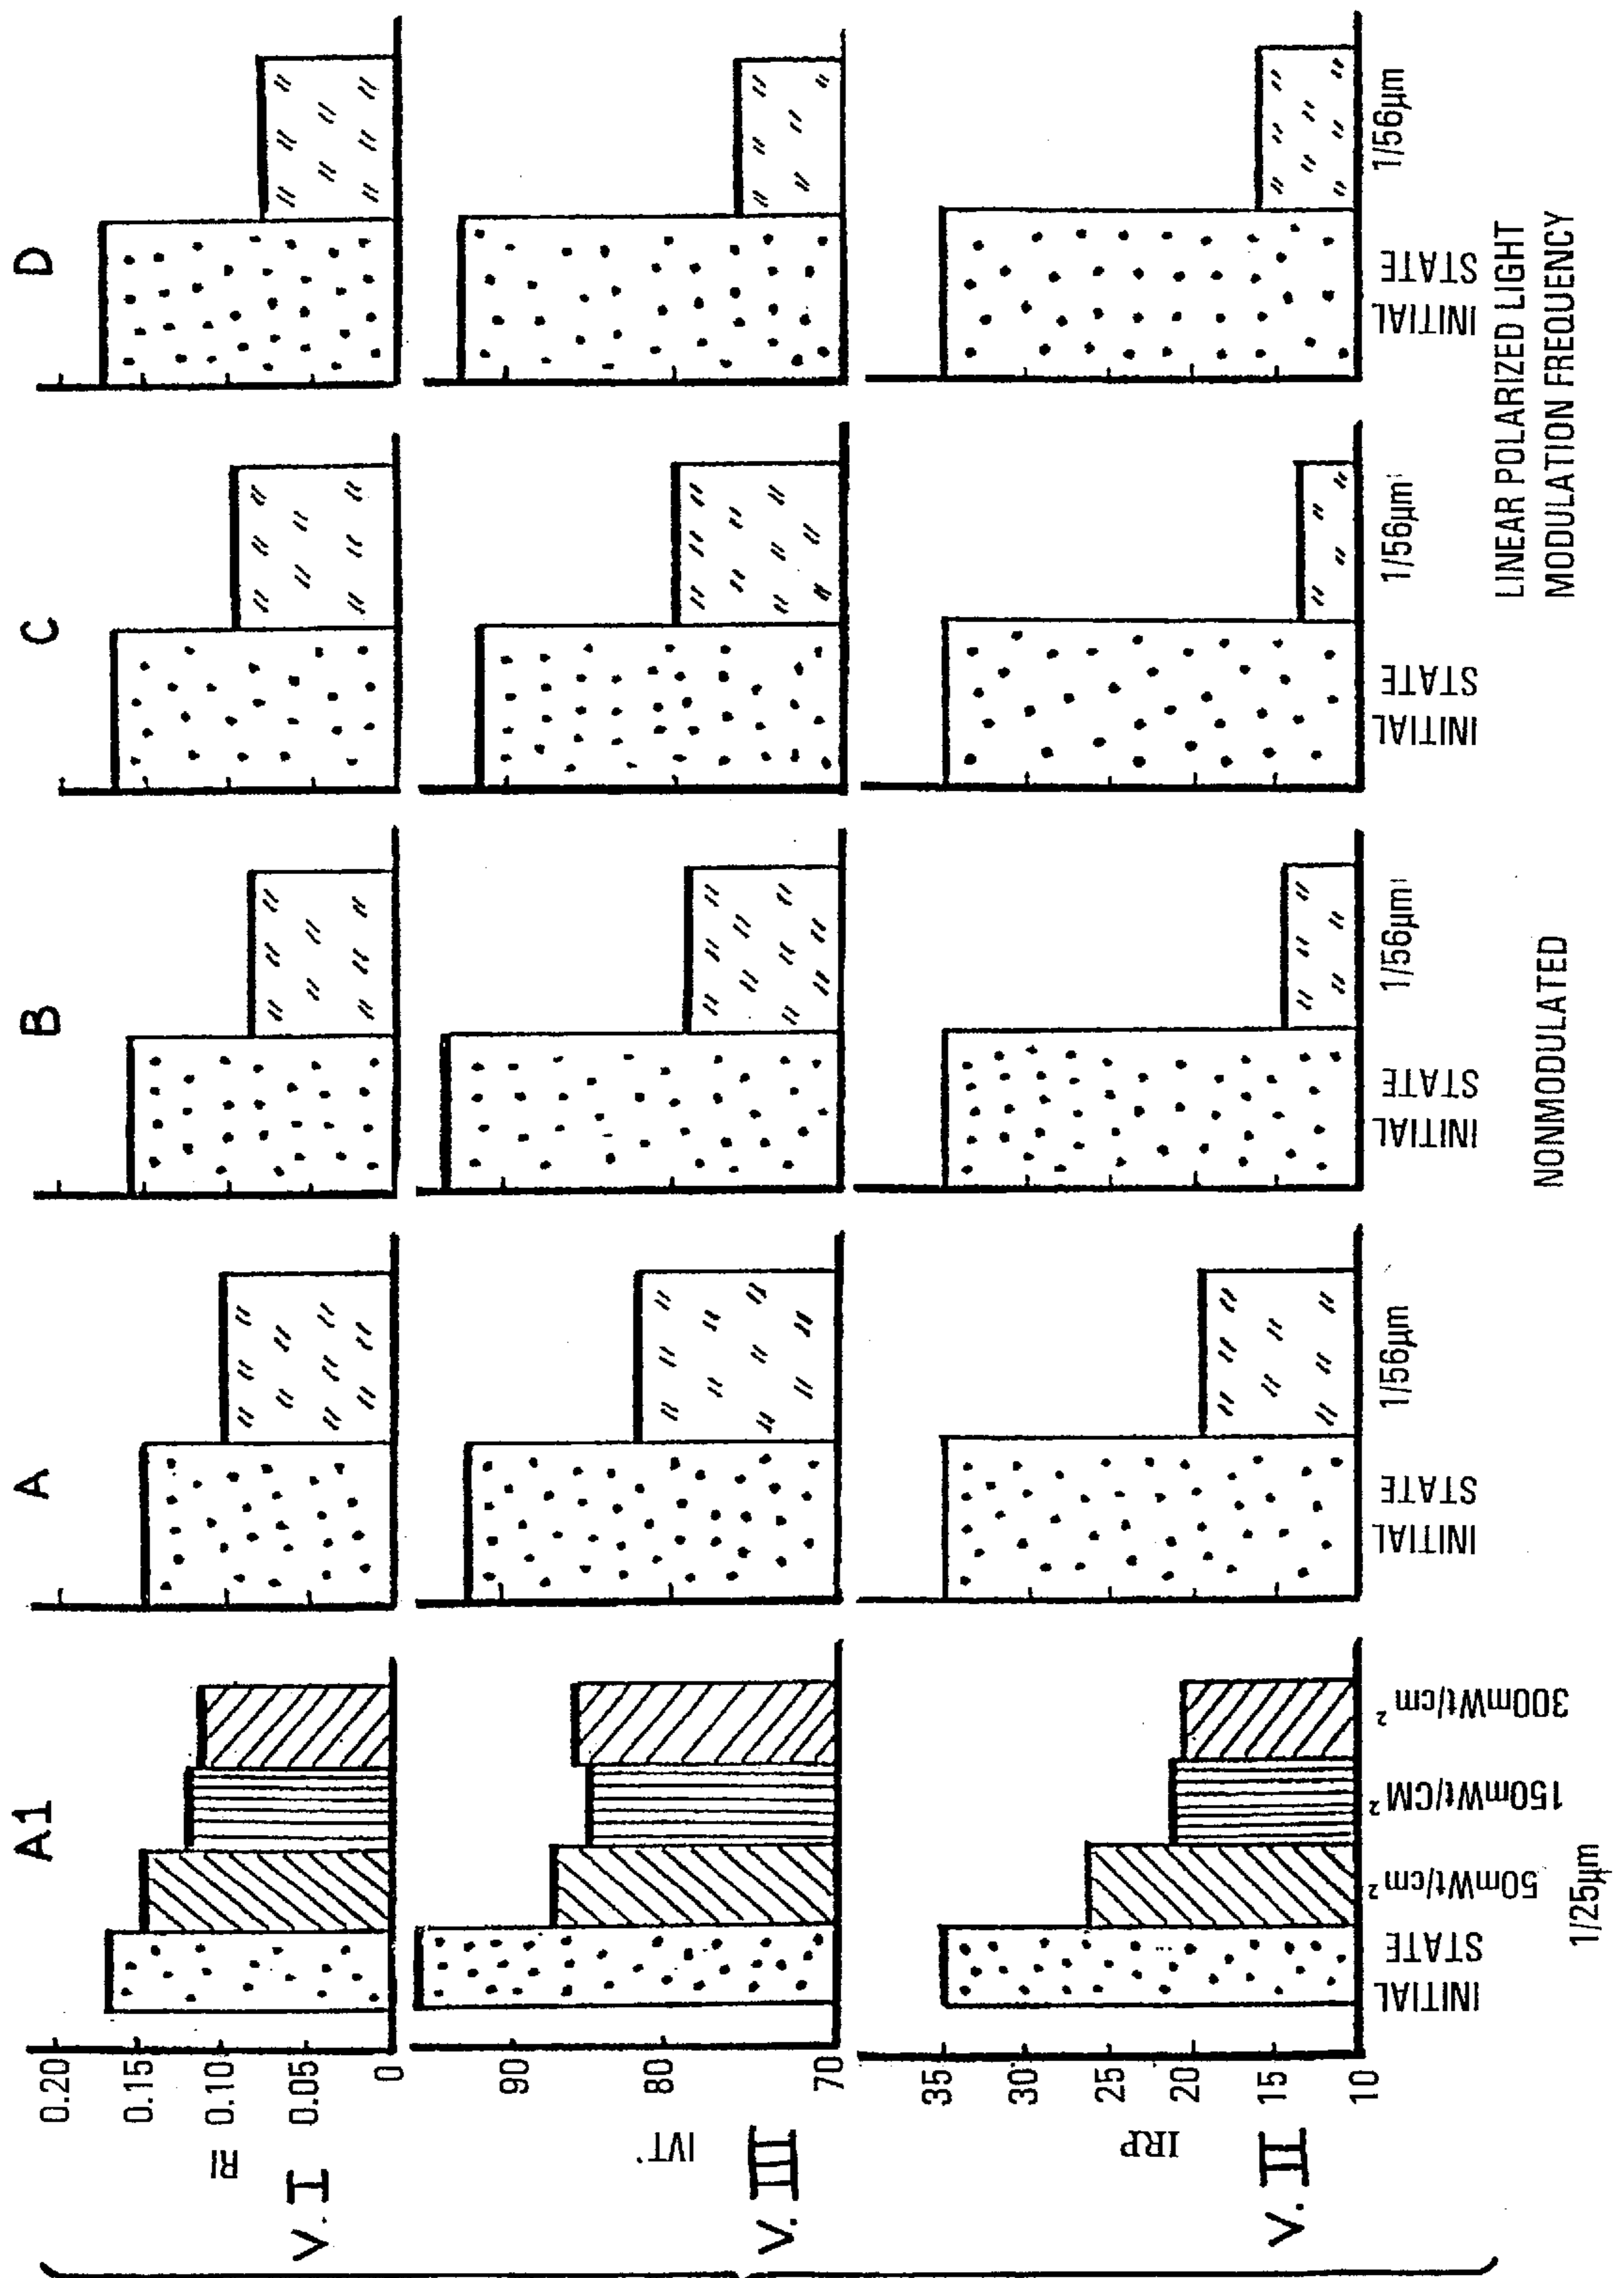 A1
A
B
C
D
V. I
RI
0.20
0.15
0.10
0.05
0
V. III
IVT
90
80
70
V. II
IRP
35
30
25
20
15
10
INITIAL STATE
50mWt/cm²
150mWt/CM²
300mWt/cm²
1/25µm
INITIAL STATE
1/56µm
INITIAL STATE
1/56µm
INITIAL STATE
1/56µm
INITIAL STATE
1/56µm
NONMODULATED
LINEAR POLARIZED LIGHT
MODULATION FREQUENCY